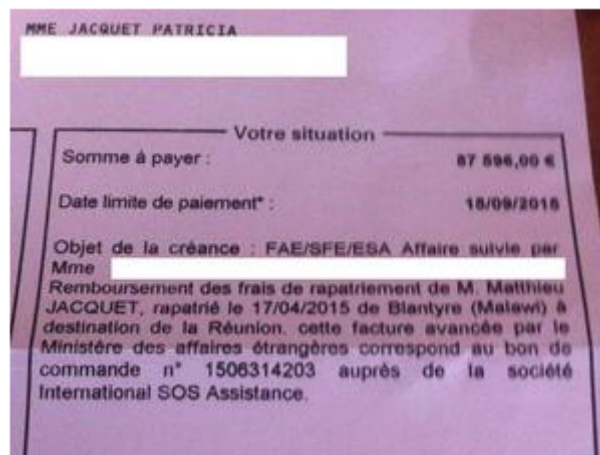 MME JACQUET PATRICIA
Votre situation
Somme à payer : 87 596,00 €
Date limite de paiement* : 15/09/2015
Objet de la créance : FAE/SFE/ESA Affaire suivie par
Mme
Remboursement des frais de rapatriement de M. Matthieu
JACQUET, rapatrié le 17/04/2015 de Blantyre (Malawi) à
destination de la Réunion. cette facture avancée par le
Ministère des affaires étrangères correspond au bon de
commande n° 1506314203 auprès de la société
International SOS Assistance.